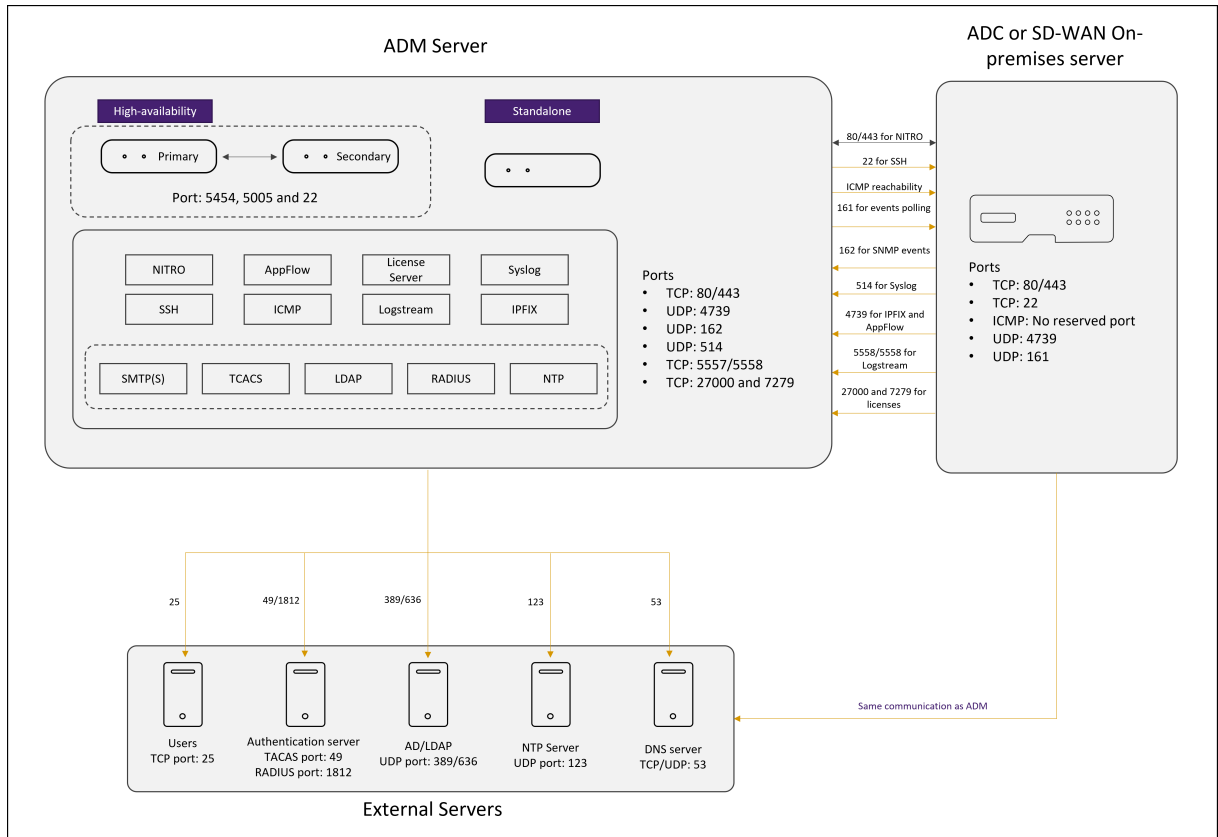 ADM Server
ADC or SD-WAN On-
premises server
High-availability
Standalone
Primary
Secondary
Port: 5454, 5005 and 22
NITRO
AppFlow
License
Server
Syslog
SSH
ICMP
Logstream
IPFIX
SMTP(S)
TCACS
LDAP
RADIUS
NTP
Ports
• TCP: 80/443
• UDP: 4739
• UDP: 162
• UDP: 514
• TCP: 5557/5558
• TCP: 27000 and 7279
80/443 for NITRO
22 for SSH
ICMP reachability
161 for events polling
162 for SNMP events
514 for Syslog
4739 for IPFIX and
AppFlow
5558/5558 for
Logstream
27000 and 7279 for
licenses
Ports
• TCP: 80/443
• TCP: 22
• ICMP: No reserved port
• UDP: 4739
• UDP: 161
25
49/1812
389/636
123
53
Users
TCP port: 25
Authentication server
TACAS port: 49
RADIUS port: 1812
AD/LDAP
UDP port: 389/636
NTP Server
UDP port: 123
DNS server
TCP/UDP: 53
Same communication as ADM
External Servers